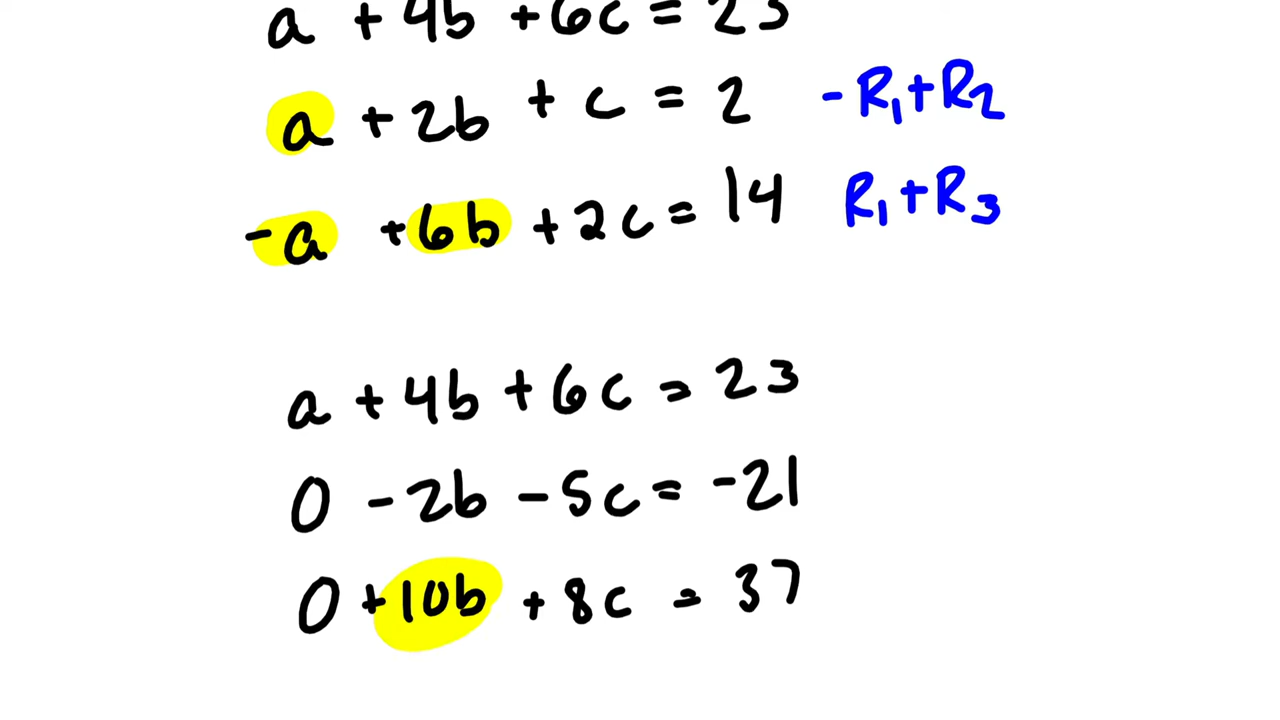 a + 4b + 6c = 23
a + 2b + c = 2 - R₁ + R₂
-a + 6b + 2c = 14 R₁ + R₃
a + 4b + 6c = 23
0 - 2b - 5c = -21
0 + 10b + 8c = 37